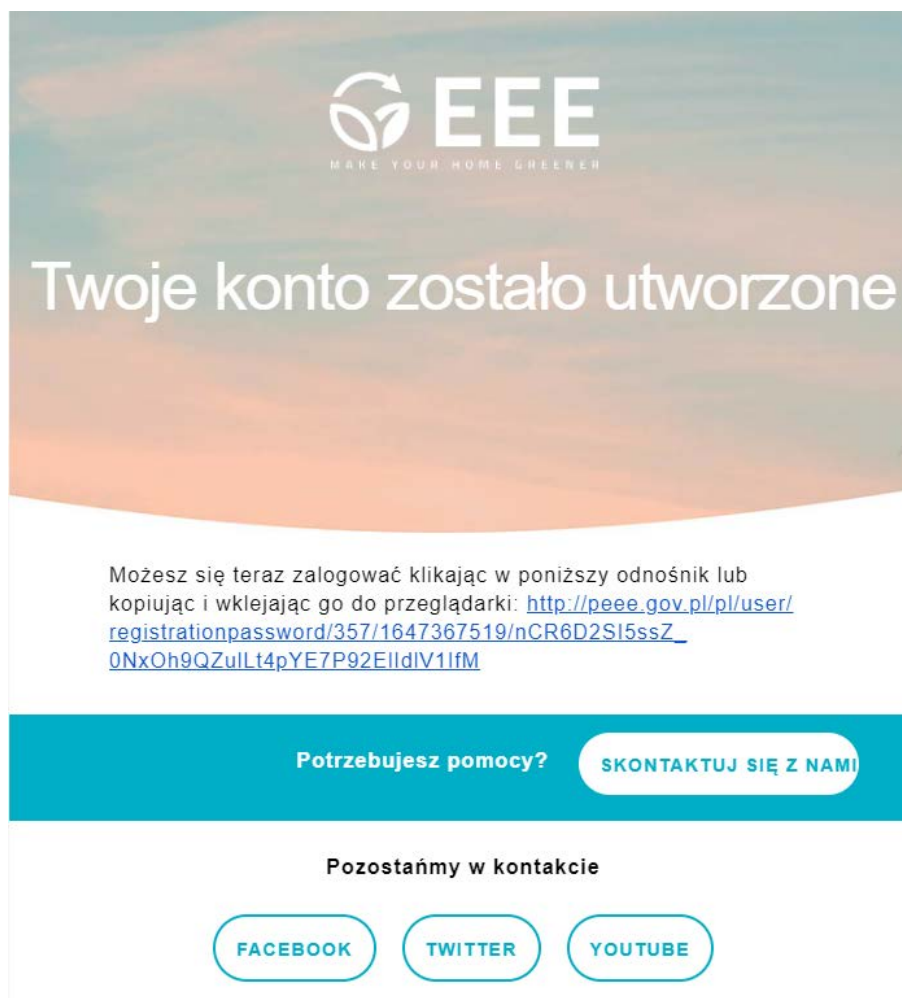 EEE
MAKE YOUR HOME GREENER
Twoje konto zostało utworzone
Możesz się teraz zalogować klikając w poniższy odnośnik lub
kopiując i wklejając go do przeglądarki: http://peee.gov.pl/pl/user/
registrationpassword/357/1647367519/nCR6D2SI5ssZ_
0NxOh9QZulLt4pYE7P92ElIdlV1IfM
Potrzebujesz pomocy?
SKONTAKTUJ SIĘ Z NAMI
Pozostańmy w kontakcie
FACEBOOK TWITTER YOUTUBE